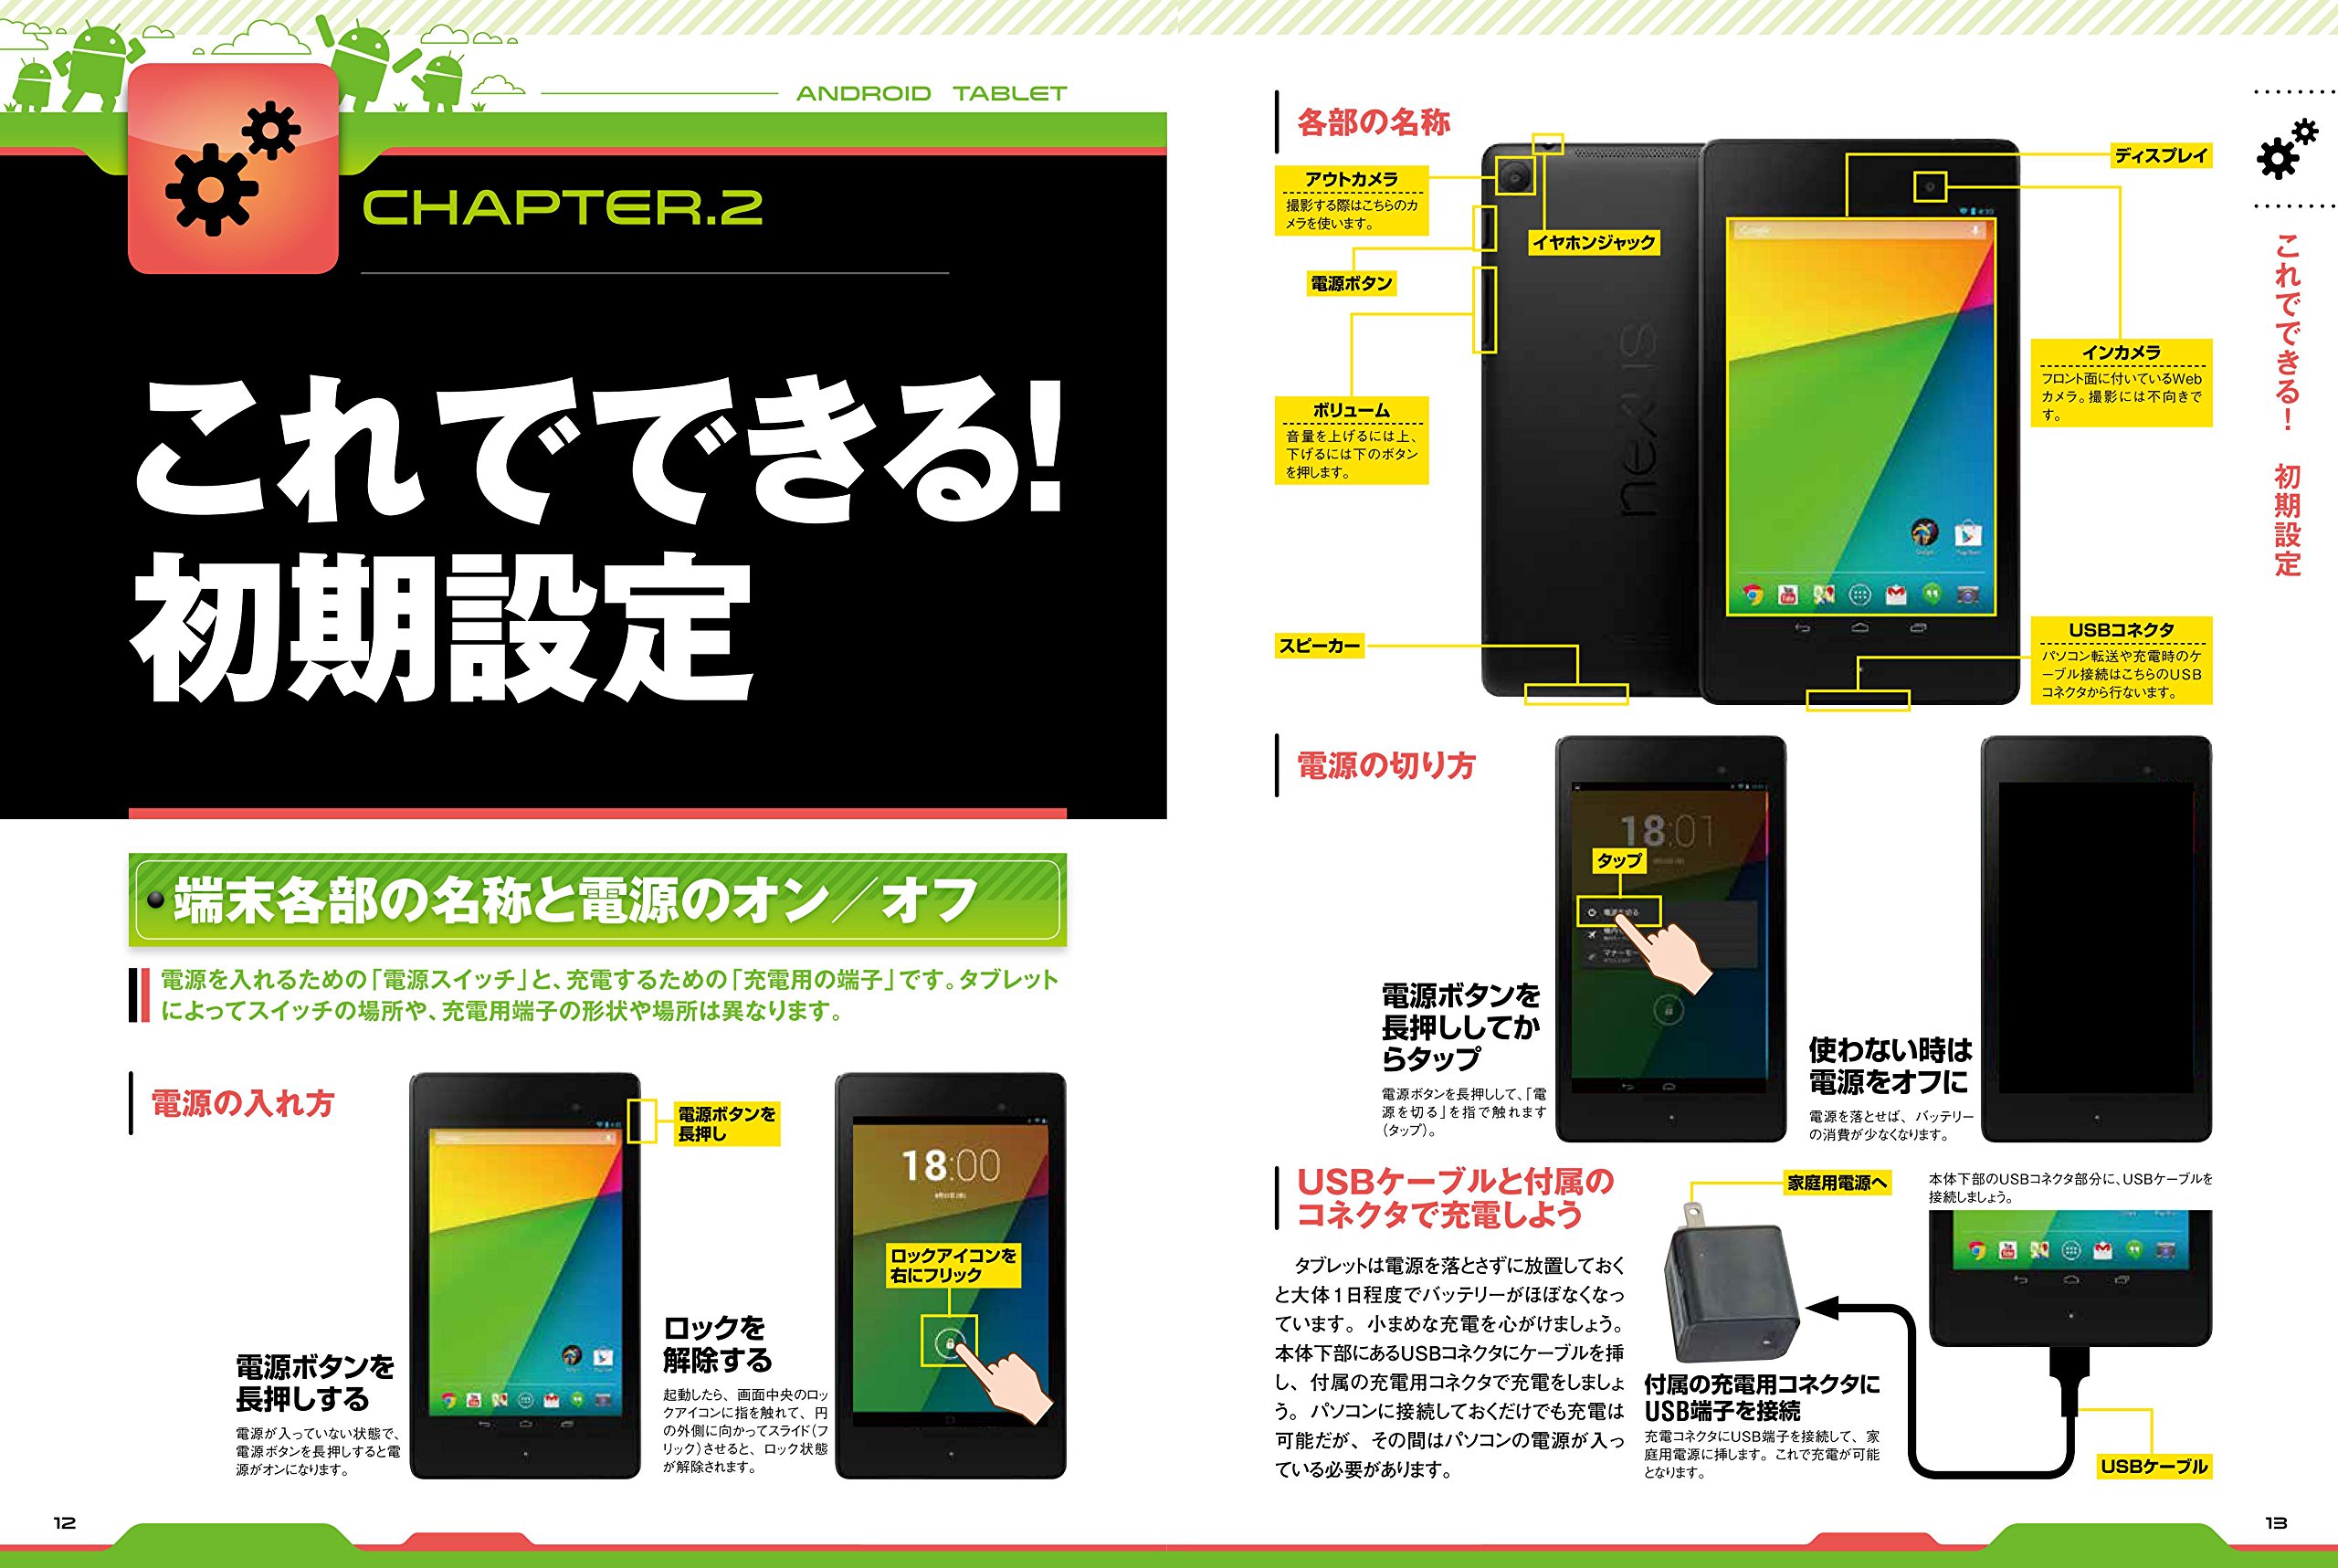 ANDROID TABLET
CHAPTER.2
これでできる!
初期設定
端末各部の名称と電源のオン／オフ
電源を入れるための「電源スイッチ」と、充電するための「充電用の端子」です。タブレット
によってスイッチの場所や、充電用端子の形状や場所は異なります。
電源の入れ方
電源ボタンを
長押し
電源ボタンを
長押しする
電源が入っていない状態で、
電源ボタンを長押しすると電
源がオンになります。
18:00
ロックアイコンを
右にフリック
ロックを
解除する
起動したら、画面中央のロッ
クアイコンに指を触れて、円
の外側に向かってスライド(フ
リック)させると、ロック状態
が解除されます。
12
各部の名称
アウトカメラ
撮影する際はこちらのカ
メラを使います。
イヤホンジャック
電源ボタン
ボリューム
音量を上げるには上、
下げるには下のボタン
を押します。
スピーカー
nexus
Google
ディスプレイ
インカメラ
フロント面に付いているWeb
カメラ。撮影には不向きで
す。
USBコネクタ
パソコン転送や充電時のケ
ーブル接続はこちらのUSB
コネクタから行ないます。
電源の切り方
18:01
タップ
電源ボタンを
長押ししてか
らタップ
電源ボタンを長押しして、「電
源を切る」を指で触れます
(タップ)。
使わない時は
電源をオフに
電源を落とせば、バッテリー
の消費が少なくなります。
USBケーブルと付属の
コネクタで充電しよう
タブレットは電源を落とさずに放置しておく
と大体1日程度でバッテリーがほぼなくなっ
ています。小まめな充電を心がけましょう。
本体下部にあるUSBコネクタにケーブルを挿
し、付属の充電用コネクタで充電をしましょ
う。パソコンに接続しておくだけでも充電は
可能だが、その間はパソコンの電源が入っ
ている必要があります。
家庭用電源へ
付属の充電用コネクタに
USB端子を接続
充電コネクタにUSB端子を接続して、家
庭用電源に挿します。これで充電が可能
となります。
本体下部のUSBコネクタ部分に、USBケーブルを
接続しましょう。
USBケーブル
これでできる！　初期設定
13